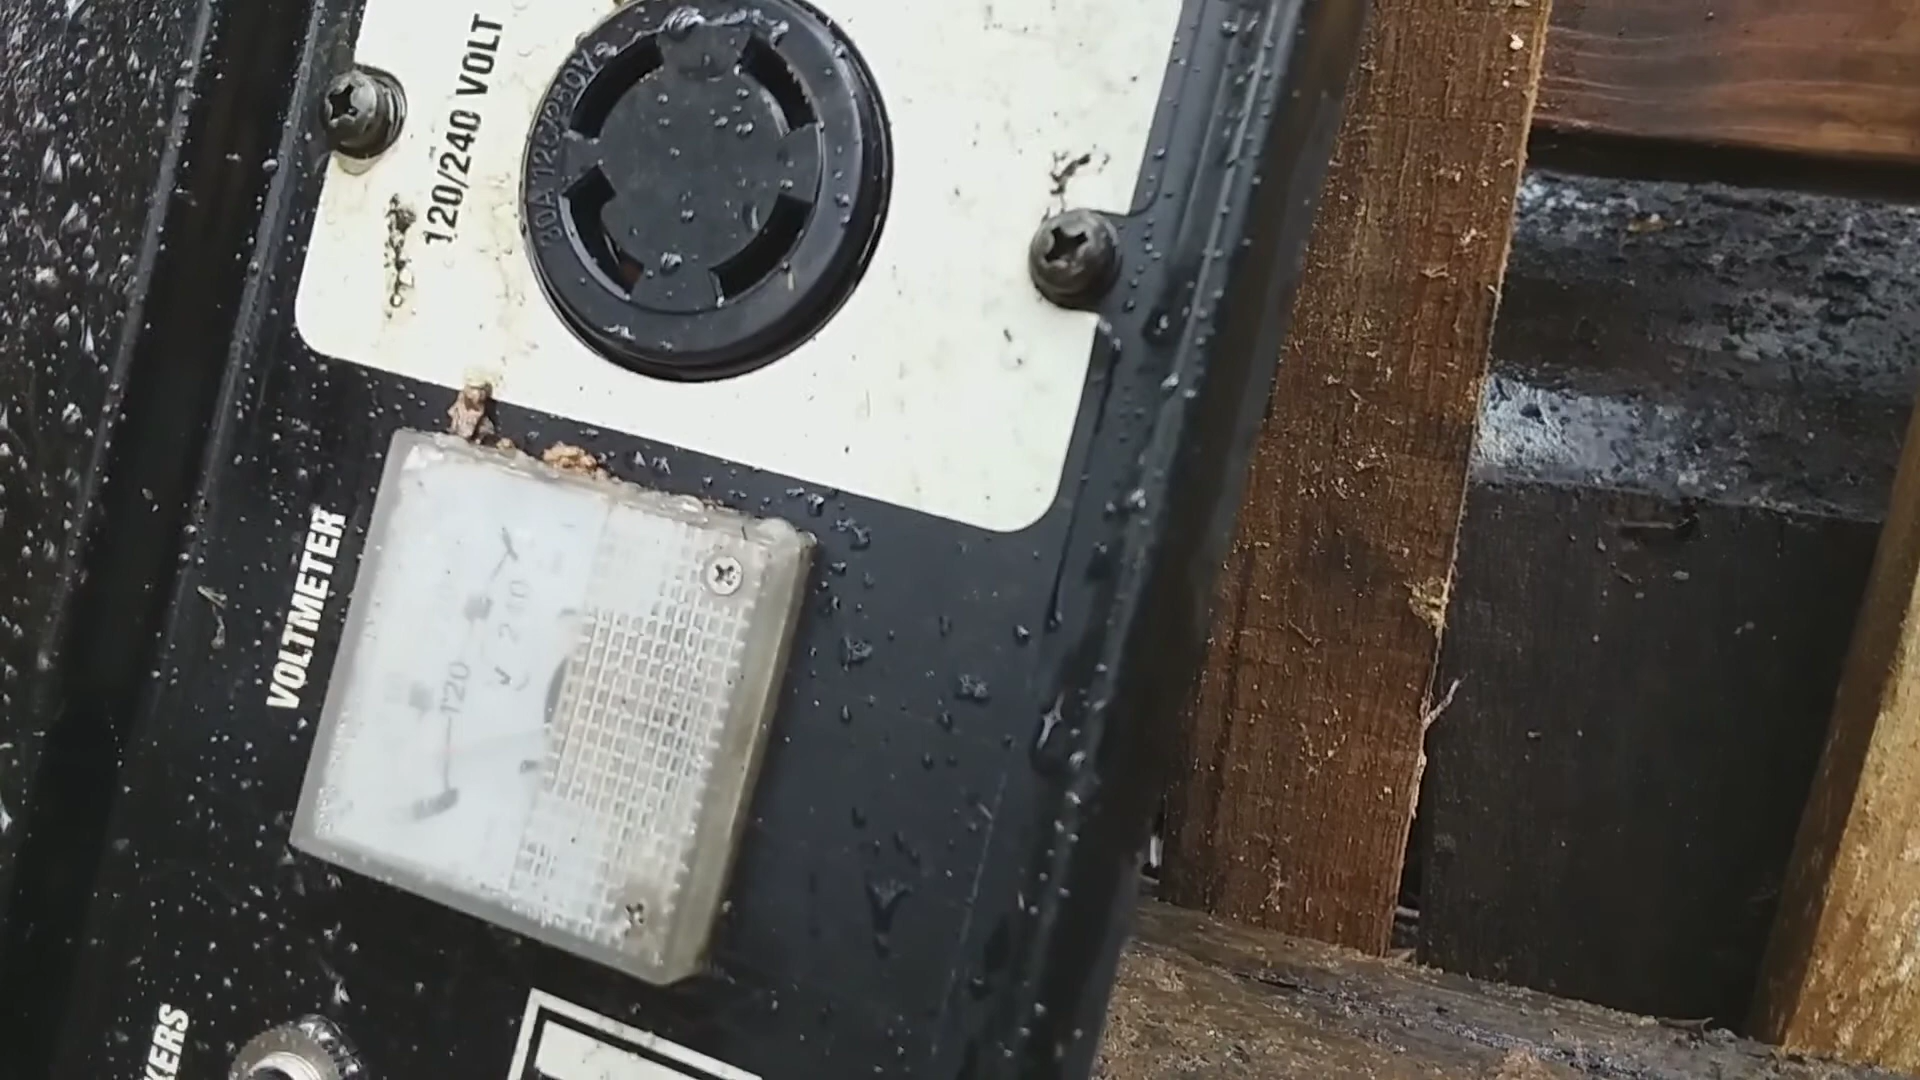 120/240 VOLT
30A 125/250V~
VOLTMETER
V 240
120
KERS